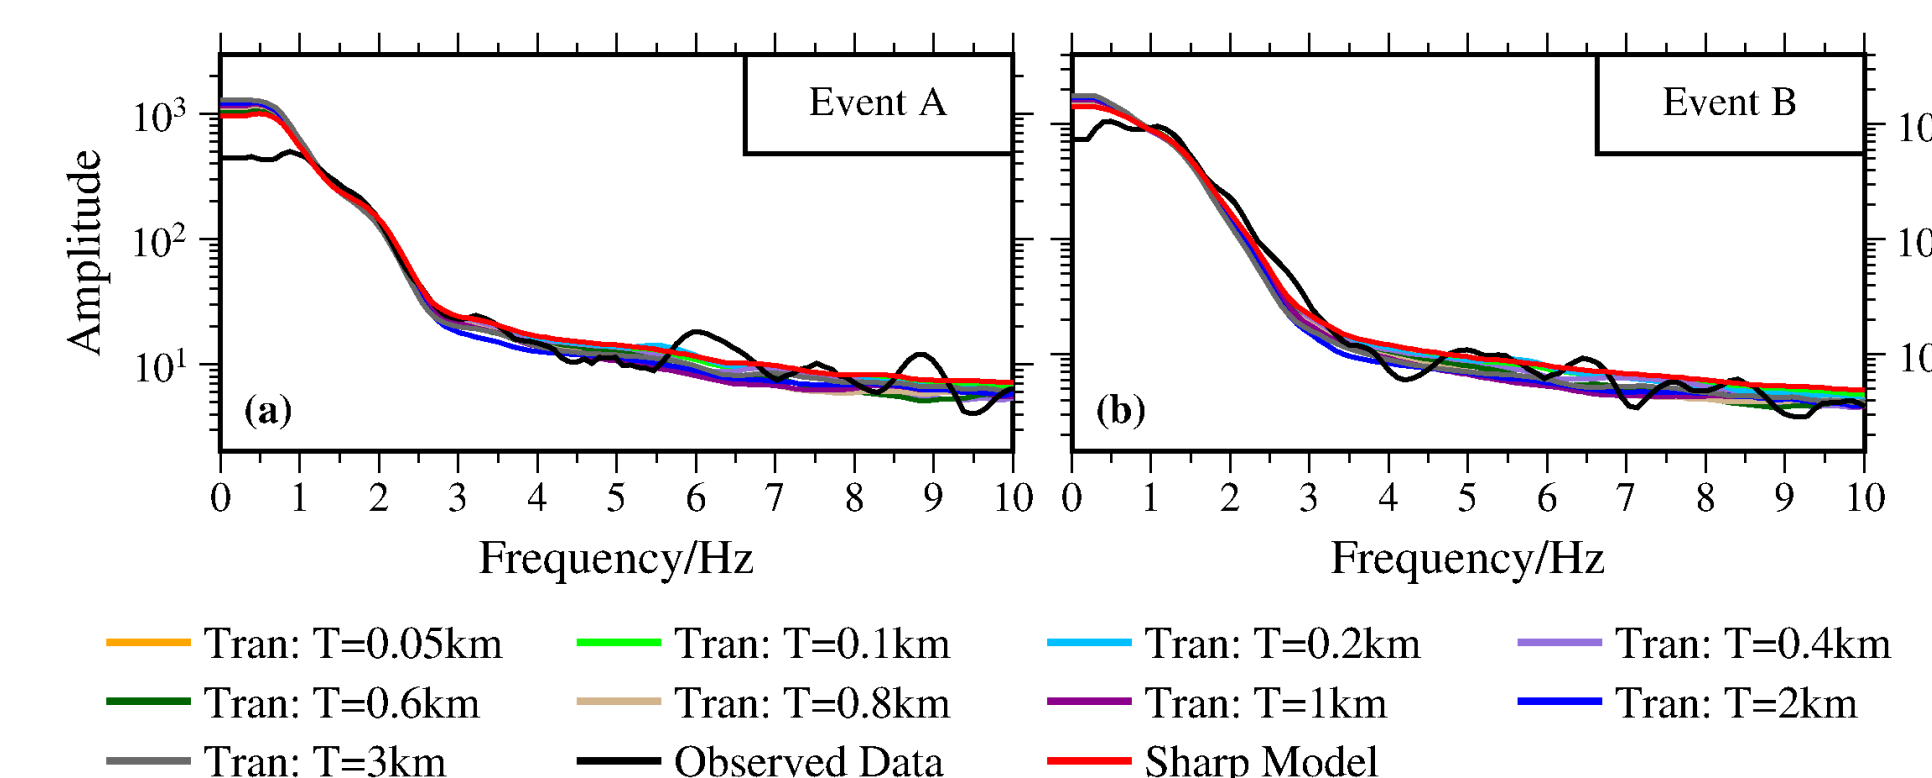 Event A
Event B
Amplitude
10³
10²
10¹
(a)
(b)
0 1 2 3 4 5 6 7 8 9 10
0 1 2 3 4 5 6 7 8 9 10
Frequency/Hz
Frequency/Hz
Tran: T=0.05km Tran: T=0.1km Tran: T=0.2km Tran: T=0.4km
Tran: T=0.6km Tran: T=0.8km Tran: T=1km Tran: T=2km
Tran: T=3km Observed Data Sharp Model